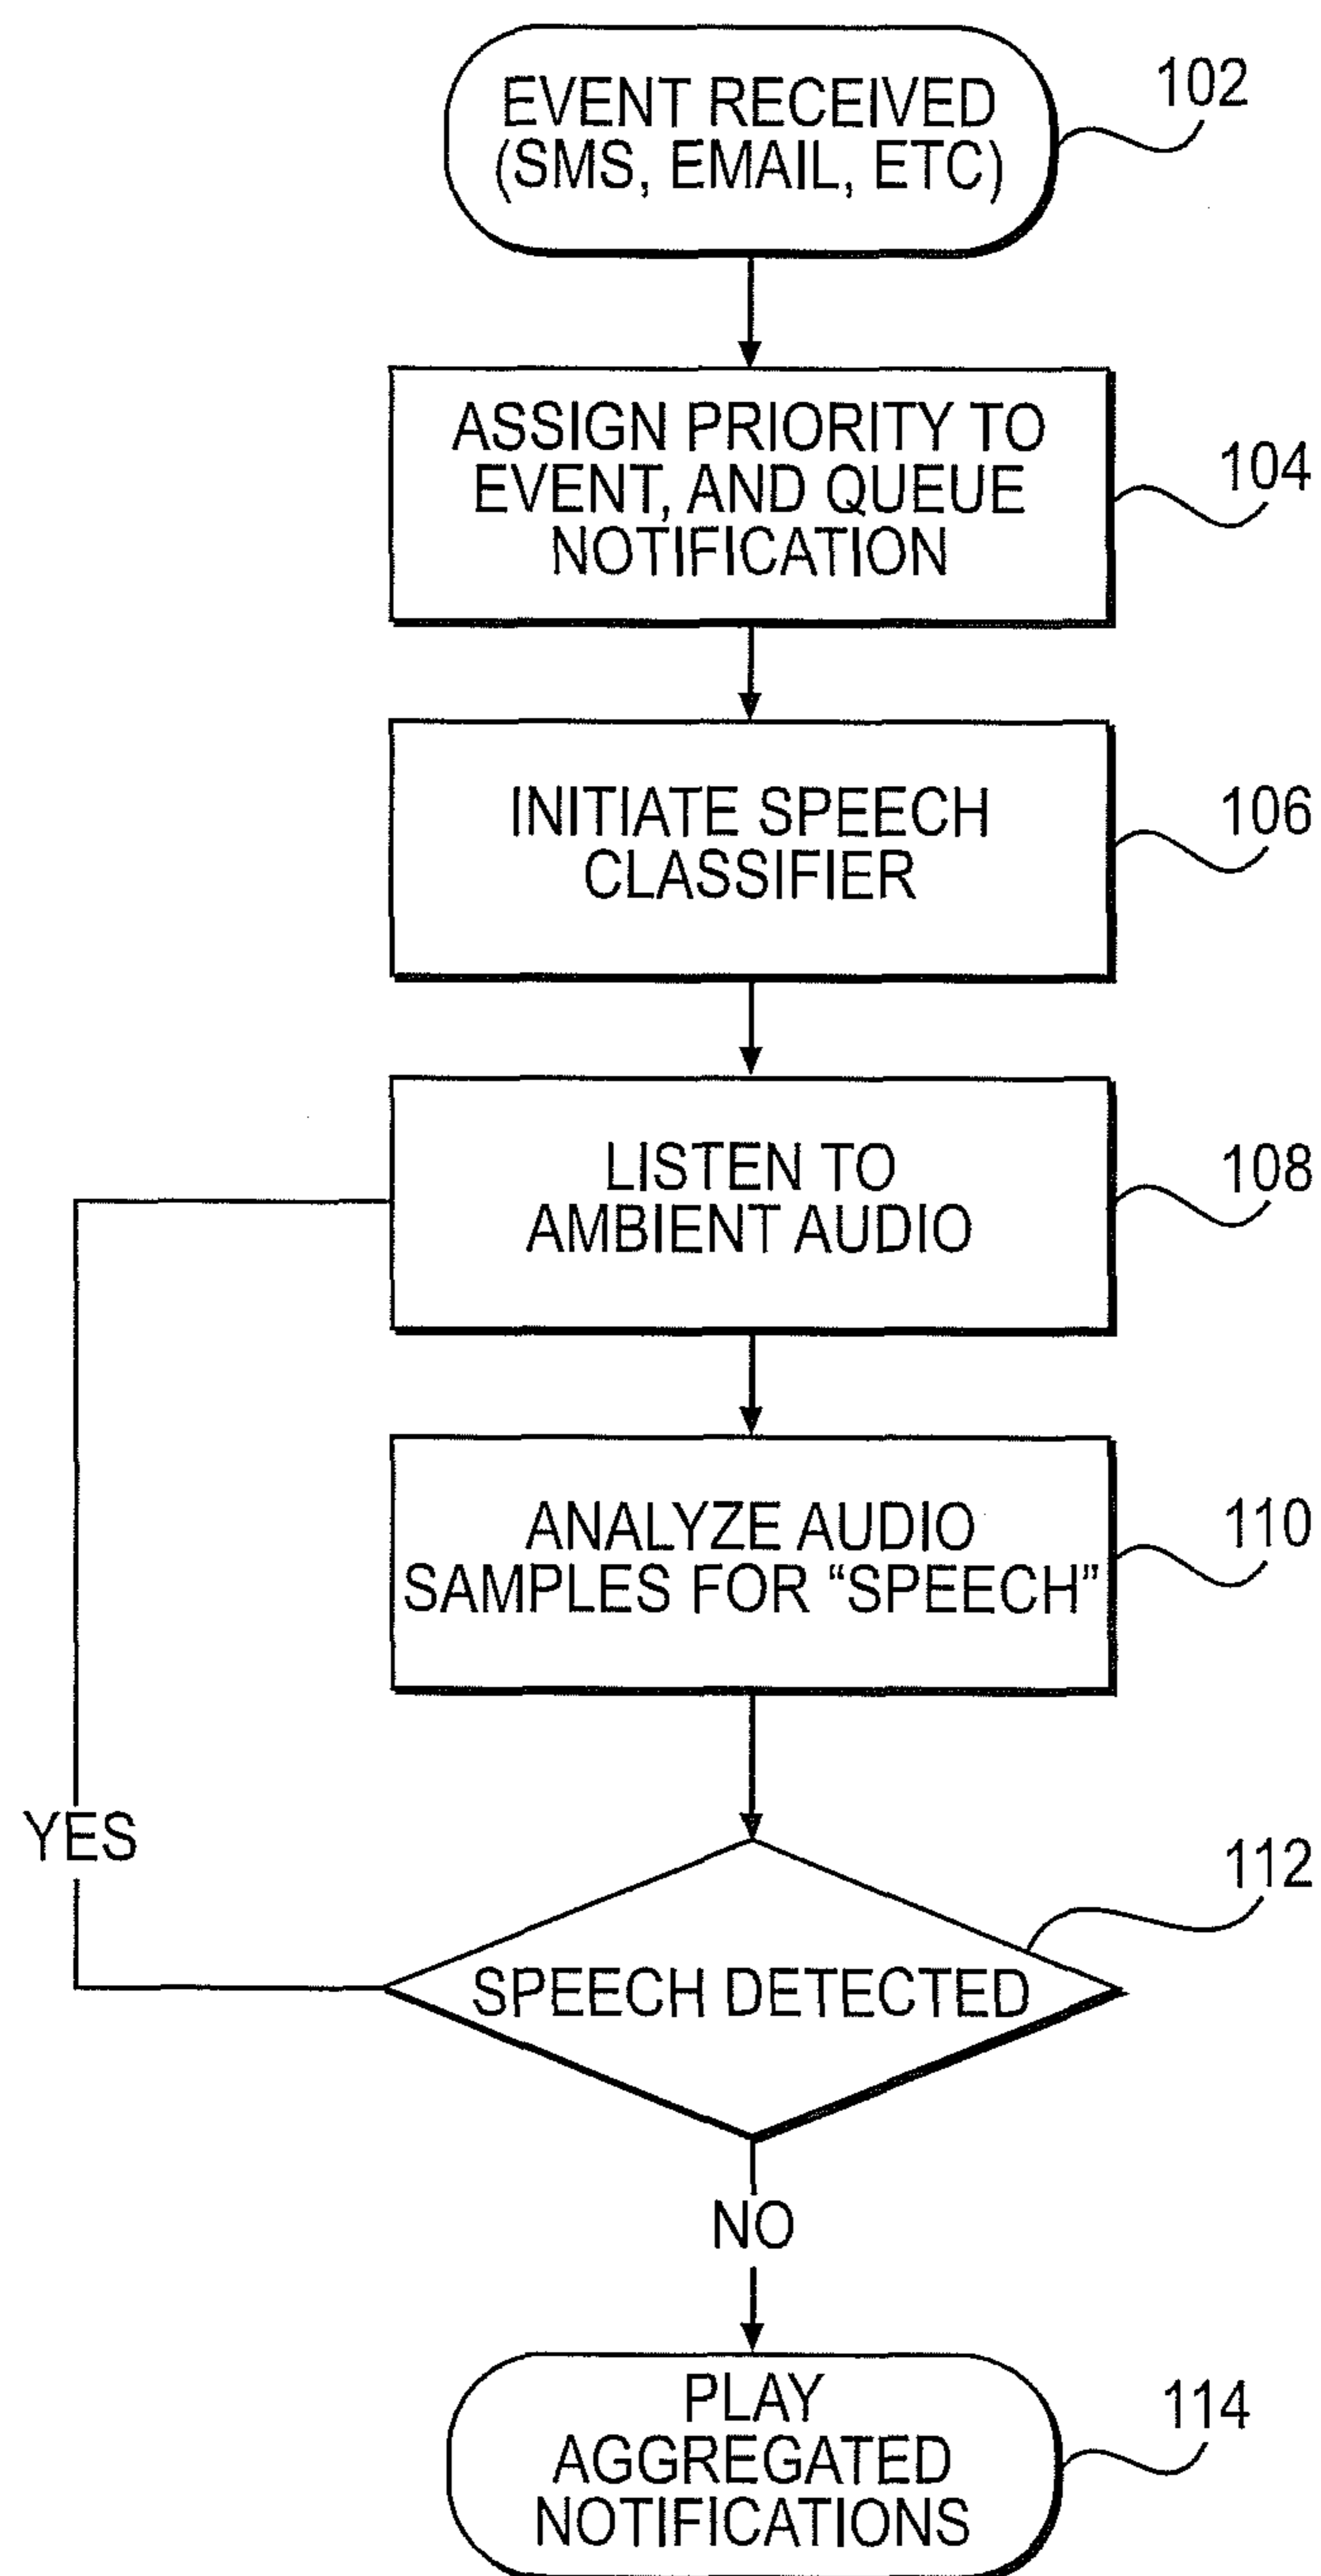 EVENT RECEIVED
(SMS, EMAIL, ETC)
102
ASSIGN PRIORITY TO
EVENT, AND QUEUE
NOTIFICATION
104
INITIATE SPEECH
CLASSIFIER
106
LISTEN TO
AMBIENT AUDIO
108
ANALYZE AUDIO
SAMPLES FOR “SPEECH”
110
YES
SPEECH DETECTED
112
NO
PLAY
AGGREGATED
NOTIFICATIONS
114